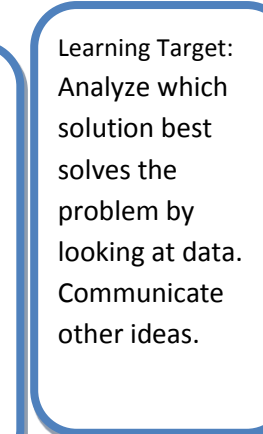 Learning Target:
Analyze which
solution best
solves the
problem by
looking at data.
Communicate
other ideas.